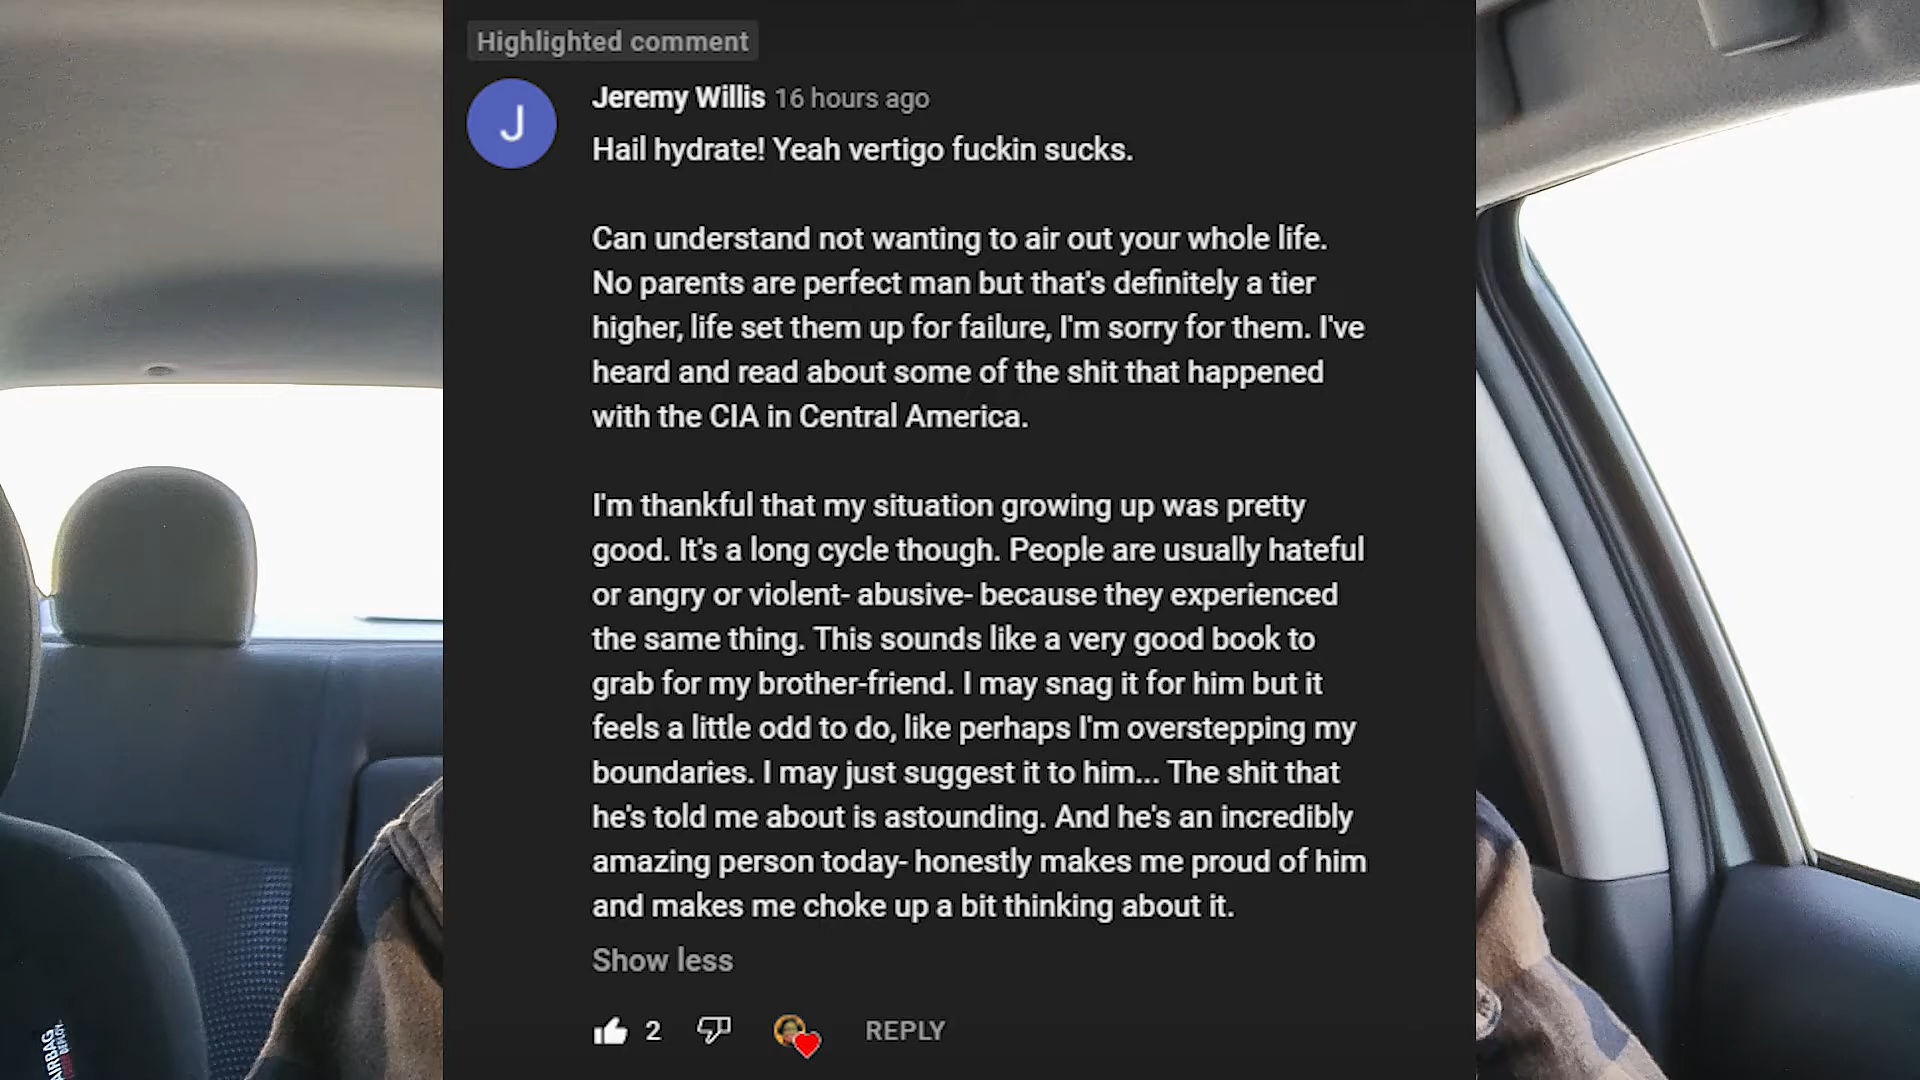 Highlighted comment
J
Jeremy Willis 16 hours ago
Hail hydrate! Yeah vertigo fuckin sucks.
Can understand not wanting to air out your whole life.
No parents are perfect man but that's definitely a tier
higher, life set them up for failure, I'm sorry for them. I've
heard and read about some of the shit that happened
with the CIA in Central America.
I'm thankful that my situation growing up was pretty
good. It's a long cycle though. People are usually hateful
or angry or violent- abusive- because they experienced
the same thing. This sounds like a very good book to
grab for my brother-friend. I may snag it for him but it
feels a little odd to do, like perhaps I'm overstepping my
boundaries. I may just suggest it to him... The shit that
he's told me about is astounding. And he's an incredibly
amazing person today- honestly makes me proud of him
and makes me choke up a bit thinking about it.
Show less
2
REPLY
AIRBAG